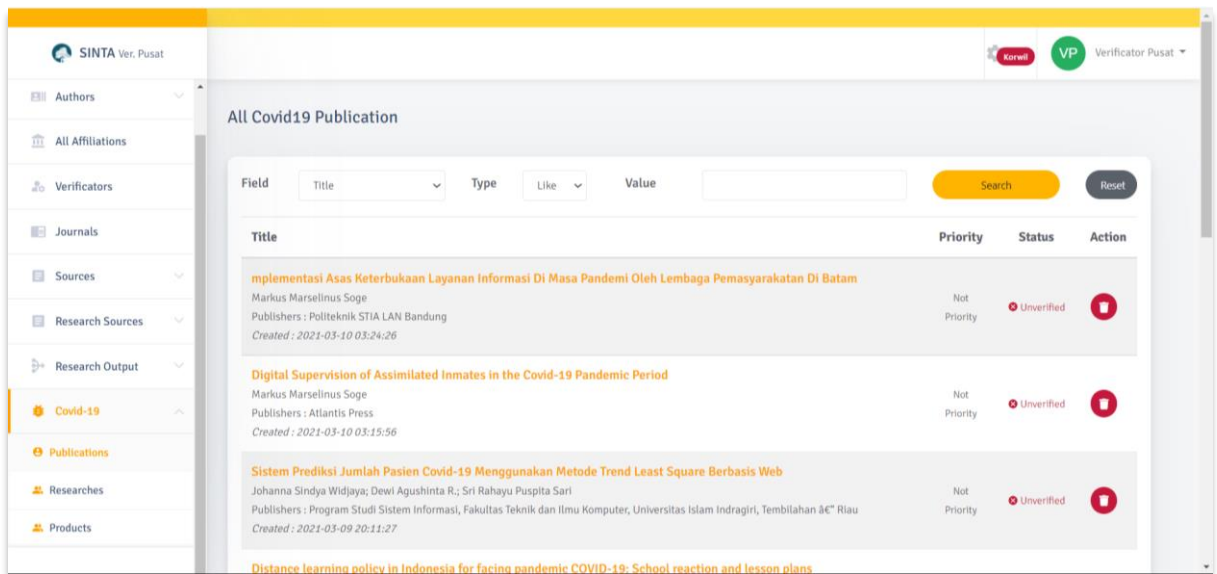 SINTA Ver. Pusat
Korwil
VP
Verificator Pusat
Authors
All Affiliations
Verificators
Journals
Sources
Research Sources
Research Output
Covid-19
Publications
Researches
Products
All Covid19 Publication
Field Title Type Like Value Search Reset
Title Priority Status Action
mplementasi Asas Keterbukaan Layanan Informasi Di Masa Pandemi Oleh Lembaga Pemasyarakatan Di Batam
Markus Marselinus Soge
Publishers : Politeknik STIA LAN Bandung
Created : 2021-03-10 03:24:26
Not
Priority
Unverified
Digital Supervision of Assimilated Inmates in the Covid-19 Pandemic Period
Markus Marselinus Soge
Publishers : Atlantis Press
Created : 2021-03-10 03:15:56
Not
Priority
Unverified
Sistem Prediksi Jumlah Pasien Covid-19 Menggunakan Metode Trend Least Square Berbasis Web
Johanna Sindya Widjaya; Dewi Agushinta R.; Sri Rahayu Puspita Sari
Publishers : Program Studi Sistem Informasi, Fakultas Teknik dan Ilmu Komputer, Universitas Islam Indragiri, Tembilahan â€“ Riau
Created : 2021-03-09 20:11:27
Not
Priority
Unverified
Distance learning policy in Indonesia for facing pandemic COVID-19: School reaction and lesson plans